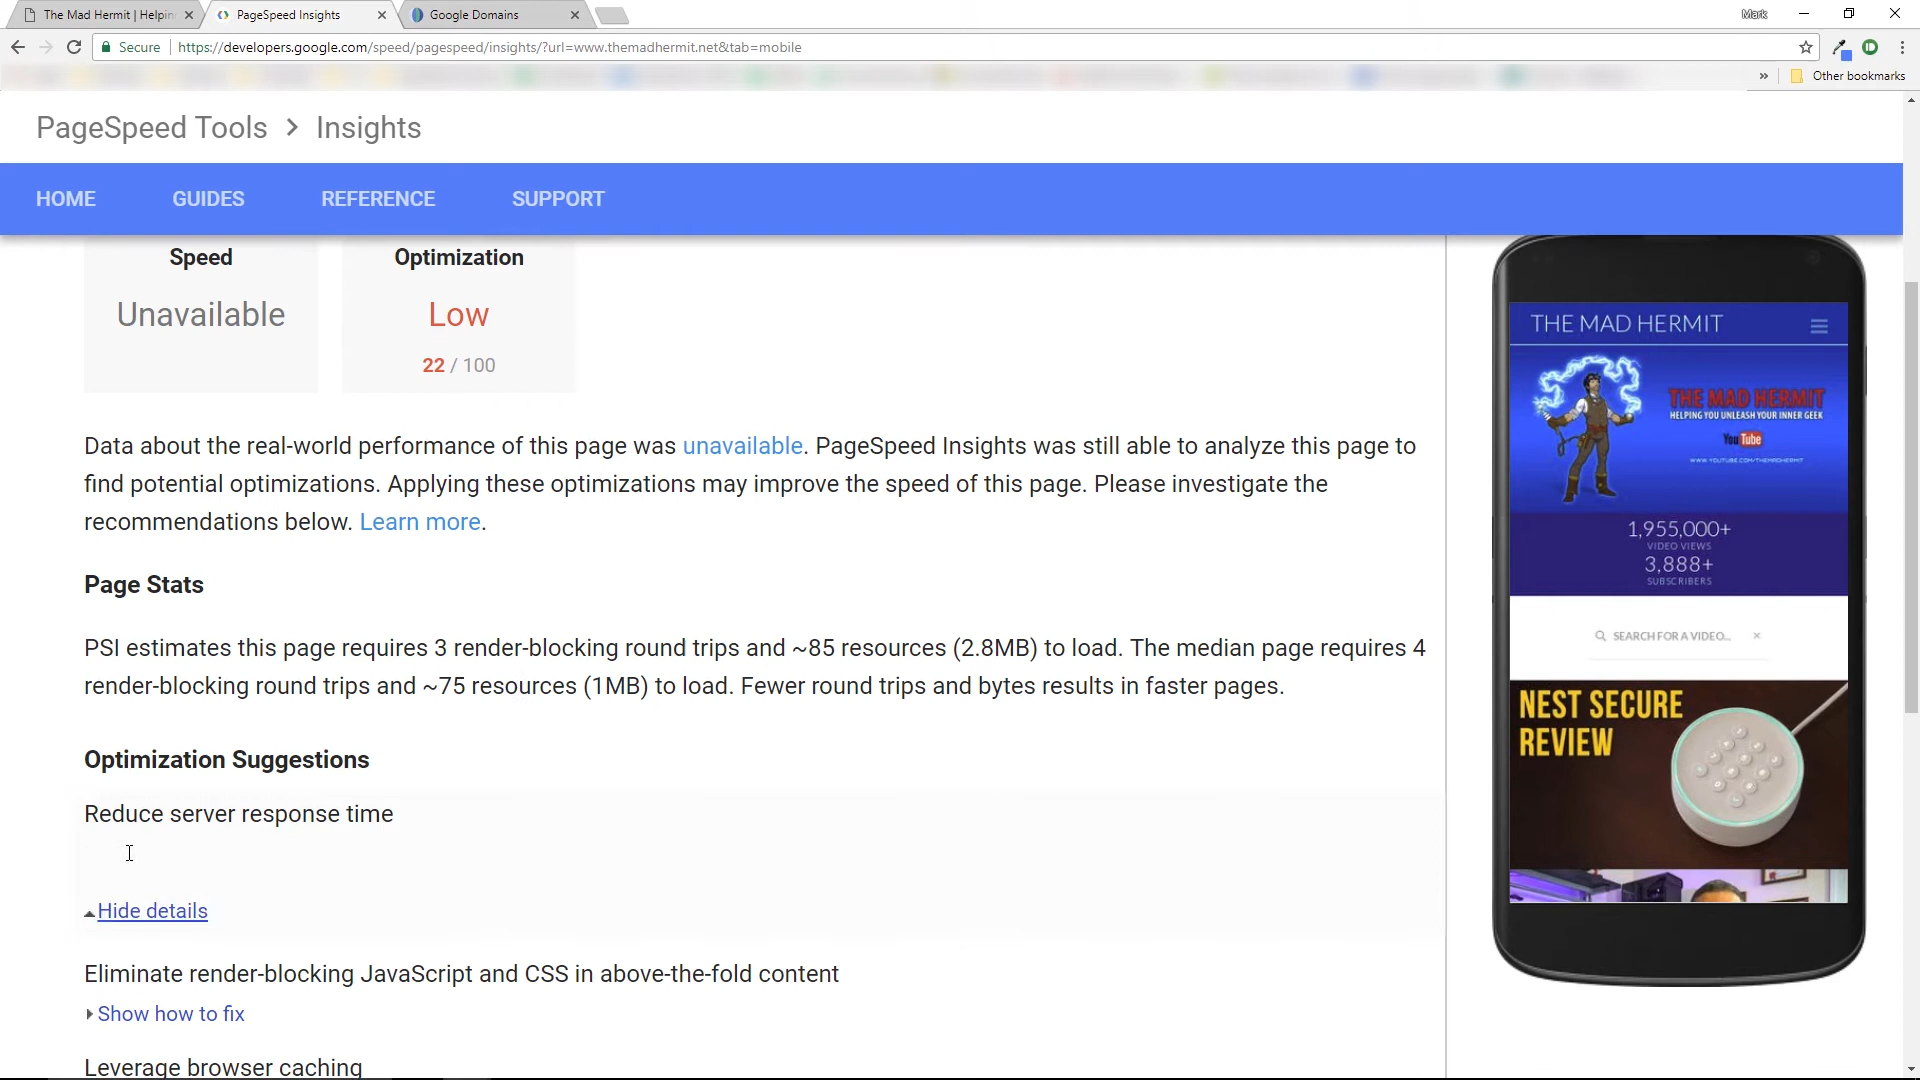 The Mad Hermit | Helpin
PageSpeed Insights
Google Domains
Mark
Secure
https://developers.google.com/speed/pagespeed/insights/?url=www.themadhermit.net&tab=mobile
»
Other bookmarks
PageSpeed Tools > Insights
HOME
GUIDES
REFERENCE
SUPPORT
Speed
Unavailable
Optimization
Low
22 / 100
Data about the real-world performance of this page was unavailable. PageSpeed Insights was still able to analyze this page to
find potential optimizations. Applying these optimizations may improve the speed of this page. Please investigate the
recommendations below. Learn more.
Page Stats
PSI estimates this page requires 3 render-blocking round trips and ~85 resources (2.8MB) to load. The median page requires 4
render-blocking round trips and ~75 resources (1MB) to load. Fewer round trips and bytes results in faster pages.
Optimization Suggestions
Reduce server response time
Hide details
Eliminate render-blocking JavaScript and CSS in above-the-fold content
Show how to fix
Leverage browser caching
THE MAD HERMIT
THE MAD HERMIT
HELPING YOU UNLEASH YOUR INNER GEEK
YouTube
WWW.YOUTUBE.COM/THEMADHERMIT
1,955,000+
VIDEO VIEWS
3,888+
SUBSCRIBERS
SEARCH FOR A VIDEO...
NEST SECURE
REVIEW